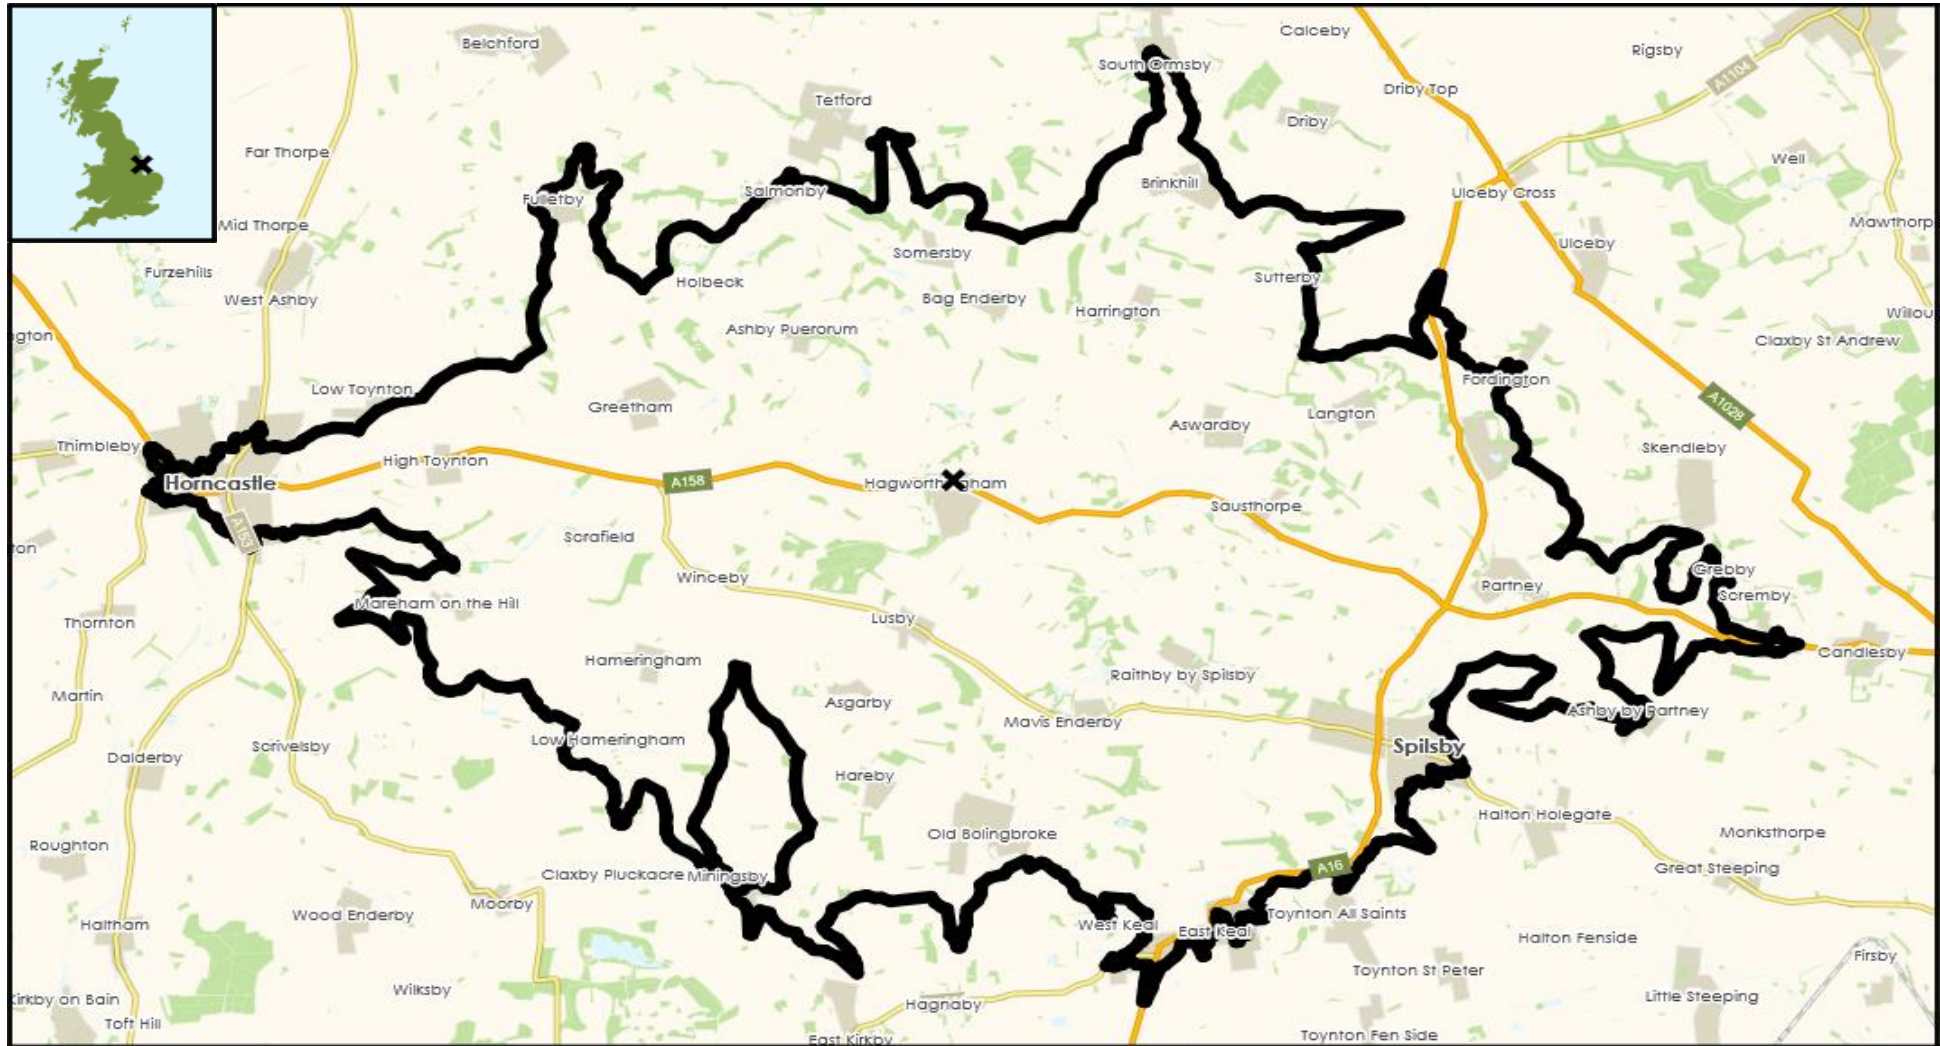 Belchford
Calceby
Rigsby
South Ormsby
A1104
Tetford
Driby Top
Driby
Far Thorpe
Well
Salmonby
Brinkhill
Ulceby Cross
Fulletby
Mid Thorpe
Mawthorp
Ulceby
Somersby
Furzehills
Holbeck
Sutterby
West Ashby
Bag Enderby
Harrington
Willou
gton
Ashby Puerorum
Claxby St Andrew
Low Toynton
Fordington
Greetham
A1028
Langton
Aswardby
Thimbleby
High Toynton
Skendleby
Horncastle
A158
Hagworthingham
Sausthorpe
A153
Scrafield
ton
Winceby
Grebby
Partney
Scremby
Mareham on the Hill
Lusby
Thornton
Candlesby
Hameringham
Raithby by Spilsby
Martin
Asgarby
Ashby by Partney
Mavis Enderby
Low Hameringham
Scrivelsby
Spilsby
Dalderby
Hareby
Halton Holegate
Old Bolingbroke
Monksthorpe
Roughton
A16
Great Steeping
Claxby Pluckacre
Miningsby
Moorby
Wood Enderby
Toynton All Saints
Haltham
West Keal
East Keal
Halton Fenside
Firsby
Toynton St Peter
Wilksby
Little Steeping
Kirkby on Bain
Hagnaby
Toft Hill
Toynton Fen Side
East Kirkby